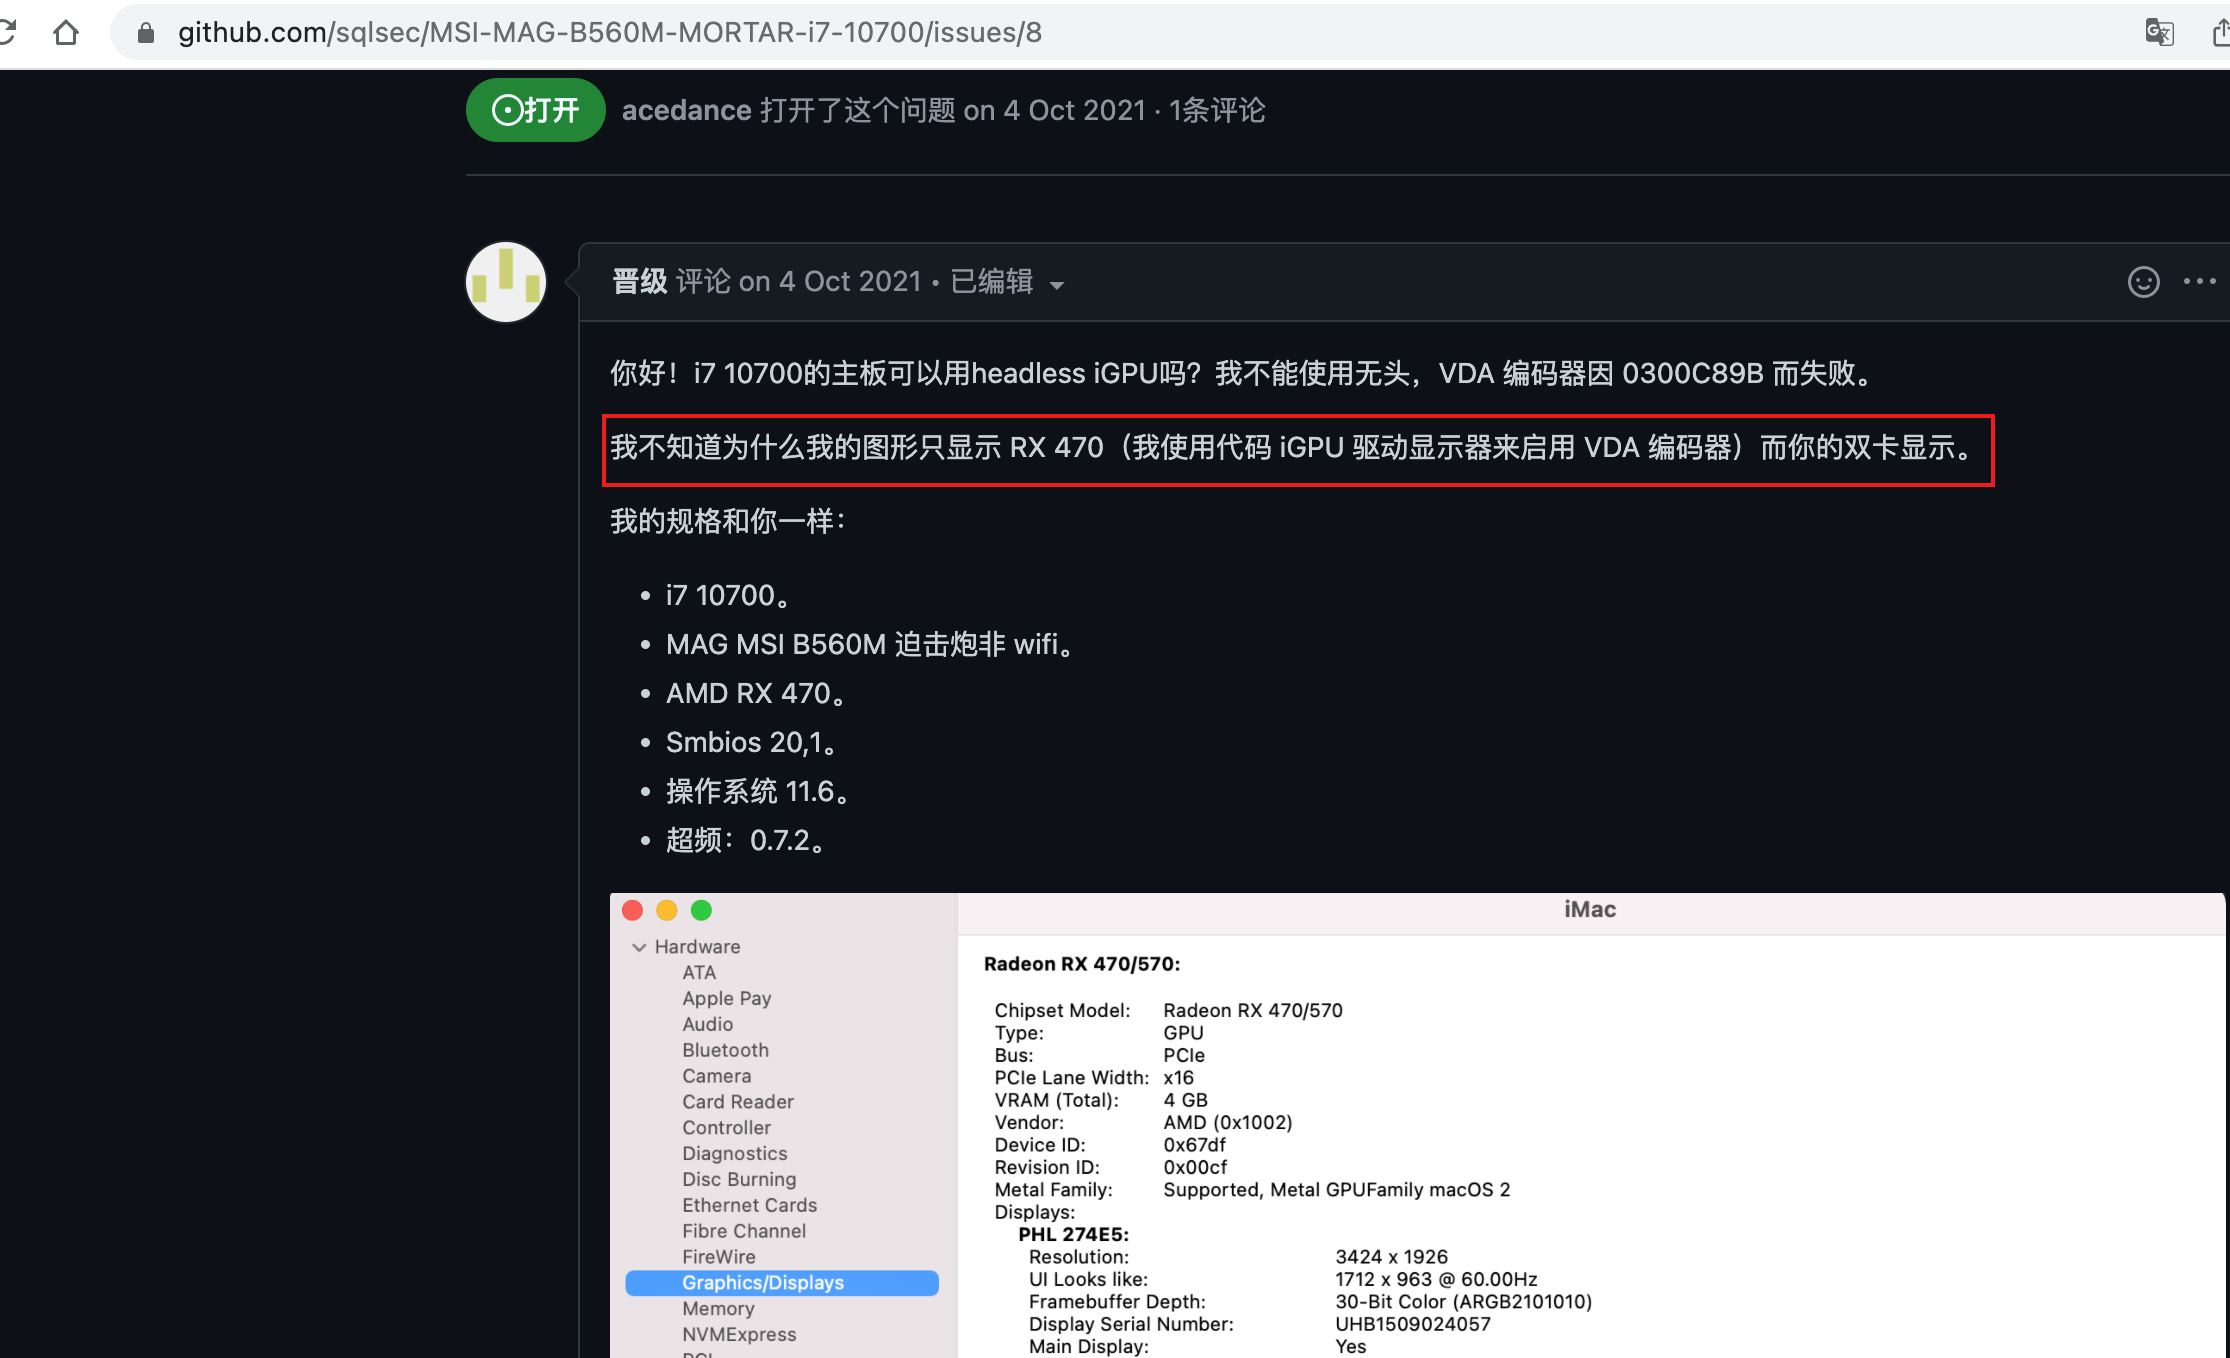 github.com/sqlsec/MSI-MAG-B560M-MORTAR-i7-10700/issues/8
打开
acedance 打开了这个问题 on 4 Oct 2021 · 1条评论
晋级 评论 on 4 Oct 2021 • 已编辑
你好！i7 10700的主板可以用headless iGPU吗？我不能使用无头，VDA 编码器因 0300C89B 而失败。
我不知道为什么我的图形只显示 RX 470（我使用代码 iGPU 驱动显示器来启用 VDA 编码器）而你的双卡显示。
我的规格和你一样：
• i7 10700。
• MAG MSI B560M 迫击炮非 wifi。
• AMD RX 470。
• Smbios 20,1。
• 操作系统 11.6。
• 超频：0.7.2。
iMac
Hardware
ATA
Apple Pay
Audio
Bluetooth
Camera
Card Reader
Controller
Diagnostics
Disc Burning
Ethernet Cards
Fibre Channel
FireWire
Graphics/Displays
Memory
NVMExpress
Radeon RX 470/570:
Chipset Model: Radeon RX 470/570
Type: GPU
Bus: PCIe
PCIe Lane Width: x16
VRAM (Total): 4 GB
Vendor: AMD (0x1002)
Device ID: 0x67df
Revision ID: 0x00cf
Metal Family: Supported, Metal GPUFamily macOS 2
Displays:
PHL 274E5:
Resolution: 3424 x 1926
UI Looks like: 1712 x 963 @ 60.00Hz
Framebuffer Depth: 30-Bit Color (ARGB2101010)
Display Serial Number: UHB1509024057
Main Display: Yes